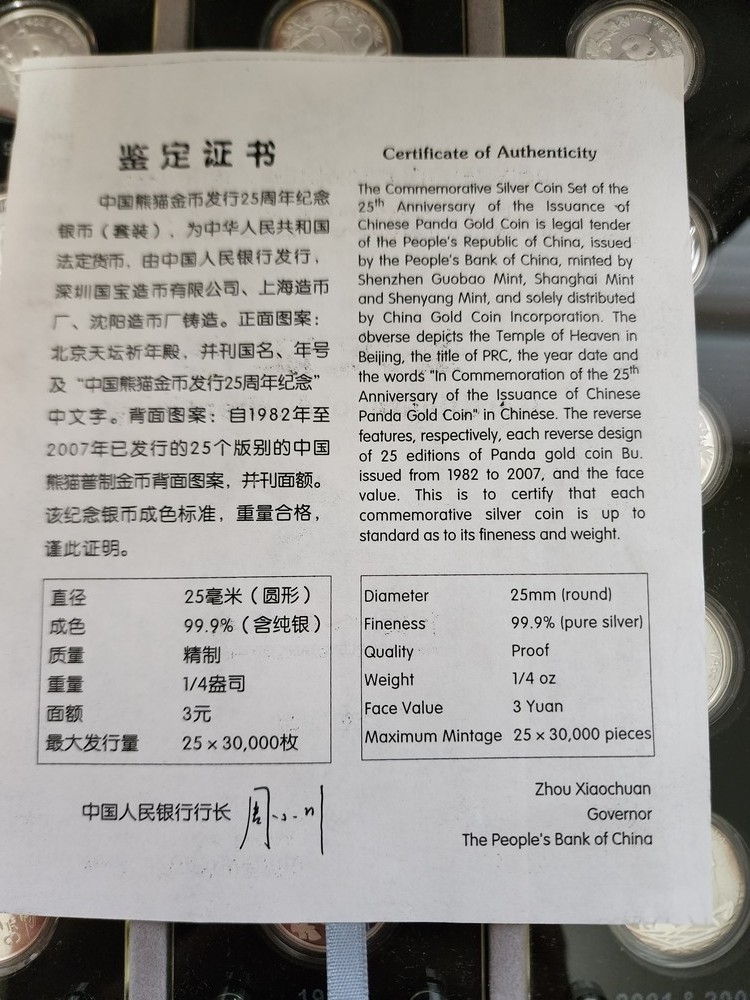 鉴定证书
中国熊猫金币发行25周年纪念
银币（套装），为中华人民共和国
法定货币，由中国人民银行发行，
深圳国宝造币有限公司、上海造币
厂、沈阳造币厂铸造。正面图案：
北京天坛祈年殿，并刊国名、年号
及“中国熊猫金币发行25周年纪念”
中文字。背面图案：自1982年至
2007年已发行的25个版别的中国
熊猫普制金币背面图案，并刊面额。
该纪念银币成色标准，重量合格，
谨此证明。
直径 25毫米（圆形）
成色 99.9%（含纯银）
质量 精制
重量 1/4盎司
面额 3元
最大发行量 25×30,000枚
中国人民银行行长
Certificate of Authenticity
The Commemorative Silver Coin Set of the
25th Anniversary of the Issuance of
Chinese Panda Gold Coin is legal tender
of the People's Republic of China, issued
by the People's Bank of China, minted by
Shenzhen Guobao Mint, Shanghai Mint
and Shenyang Mint, and solely distributed
by China Gold Coin Incorporation. The
obverse depicts the Temple of Heaven in
Beijing, the title of PRC, the year date and
the words "In Commemoration of the 25th
Anniversary of the Issuance of Chinese
Panda Gold Coin" in Chinese. The reverse
features, respectively, each reverse design
of 25 editions of Panda gold coin Bu.
issued from 1982 to 2007, and the face
value. This is to certify that each
commemorative silver coin is up to
standard as to its fineness and weight.
Diameter 25mm (round)
Fineness 99.9% (pure silver)
Quality Proof
Weight 1/4 oz
Face Value 3 Yuan
Maximum Mintage 25×30,000 pieces
Zhou Xiaochuan
Governor
The People's Bank of China